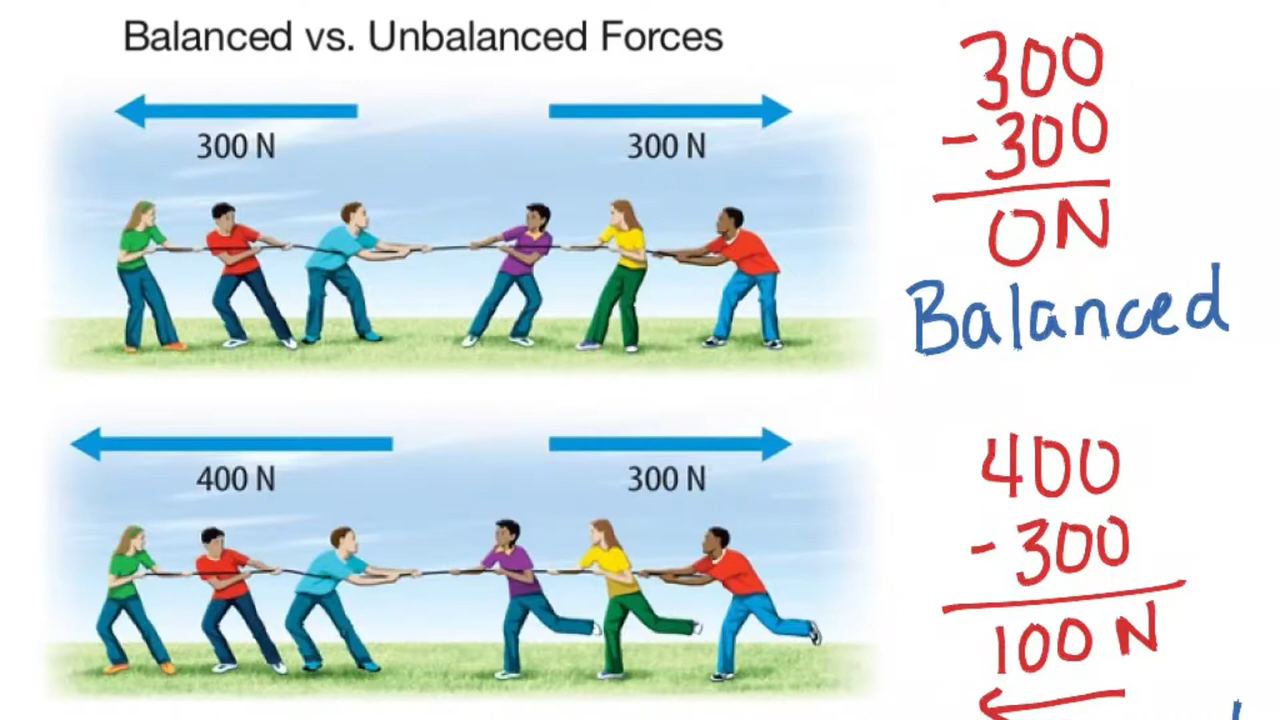 Balanced vs. Unbalanced Forces
300 N
300 N
300
-300
0N
Balanced
400 N
300 N
400
-300
100 N